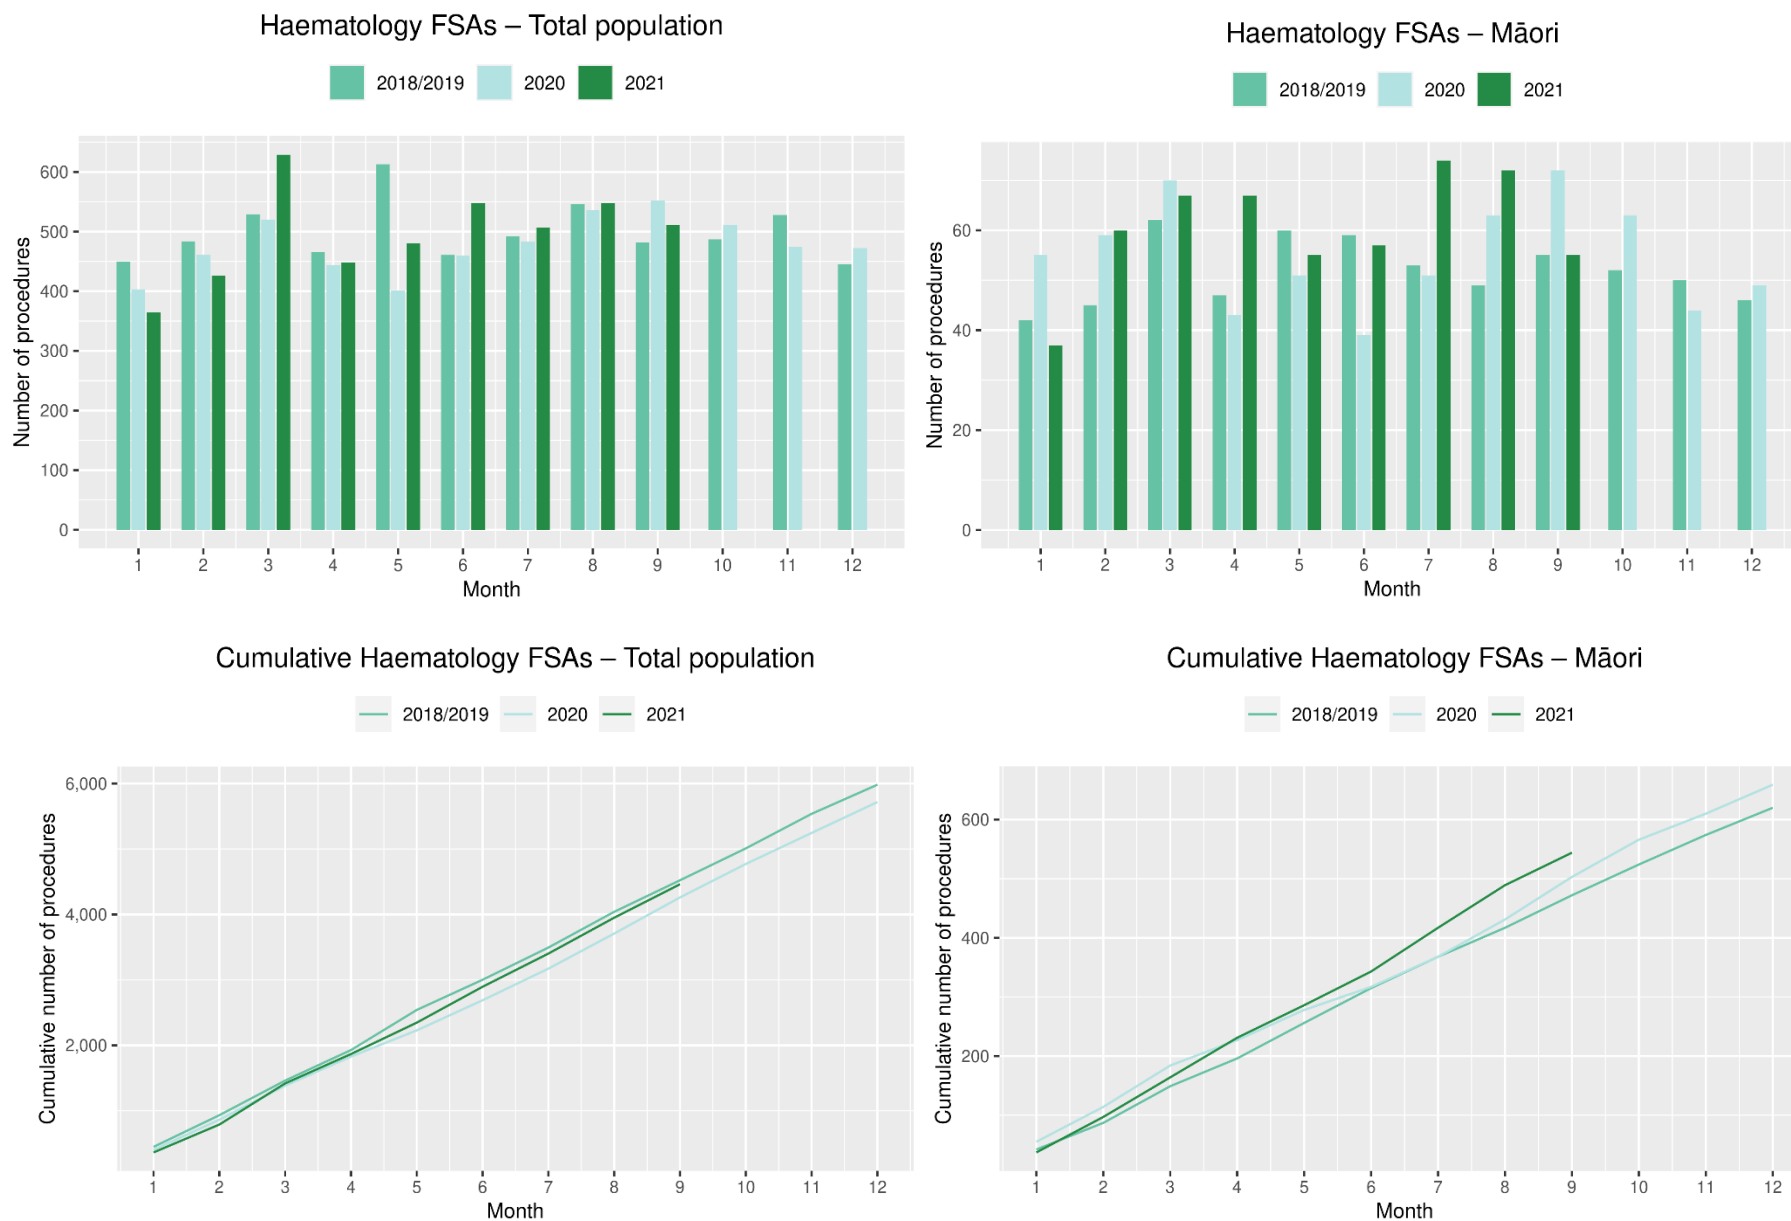 Haematology FSAs – Total population
2018/2019 2020 2021
Number of procedures
600
500
400
300
200
100
0
1 2 3 4 5 6 7 8 9 10 11 12
Month
Haematology FSAs – Māori
2018/2019 2020 2021
Number of procedures
60
40
20
0
1 2 3 4 5 6 7 8 9 10 11 12
Month
Cumulative Haematology FSAs – Total population
2018/2019 2020 2021
Cumulative number of procedures
6,000
4,000
2,000
1 2 3 4 5 6 7 8 9 10 11 12
Month
Cumulative Haematology FSAs – Māori
2018/2019 2020 2021
Cumulative number of procedures
600
400
200
1 2 3 4 5 6 7 8 9 10 11 12
Month